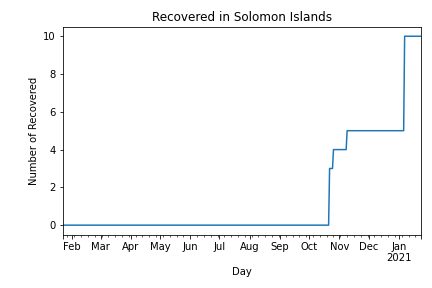 Recovered in Solomon Islands
Number of Recovered
10
8
6
4
2
0
Feb Mar Apr May Jun Jul Aug Sep Oct Nov Dec Jan
2021
Day